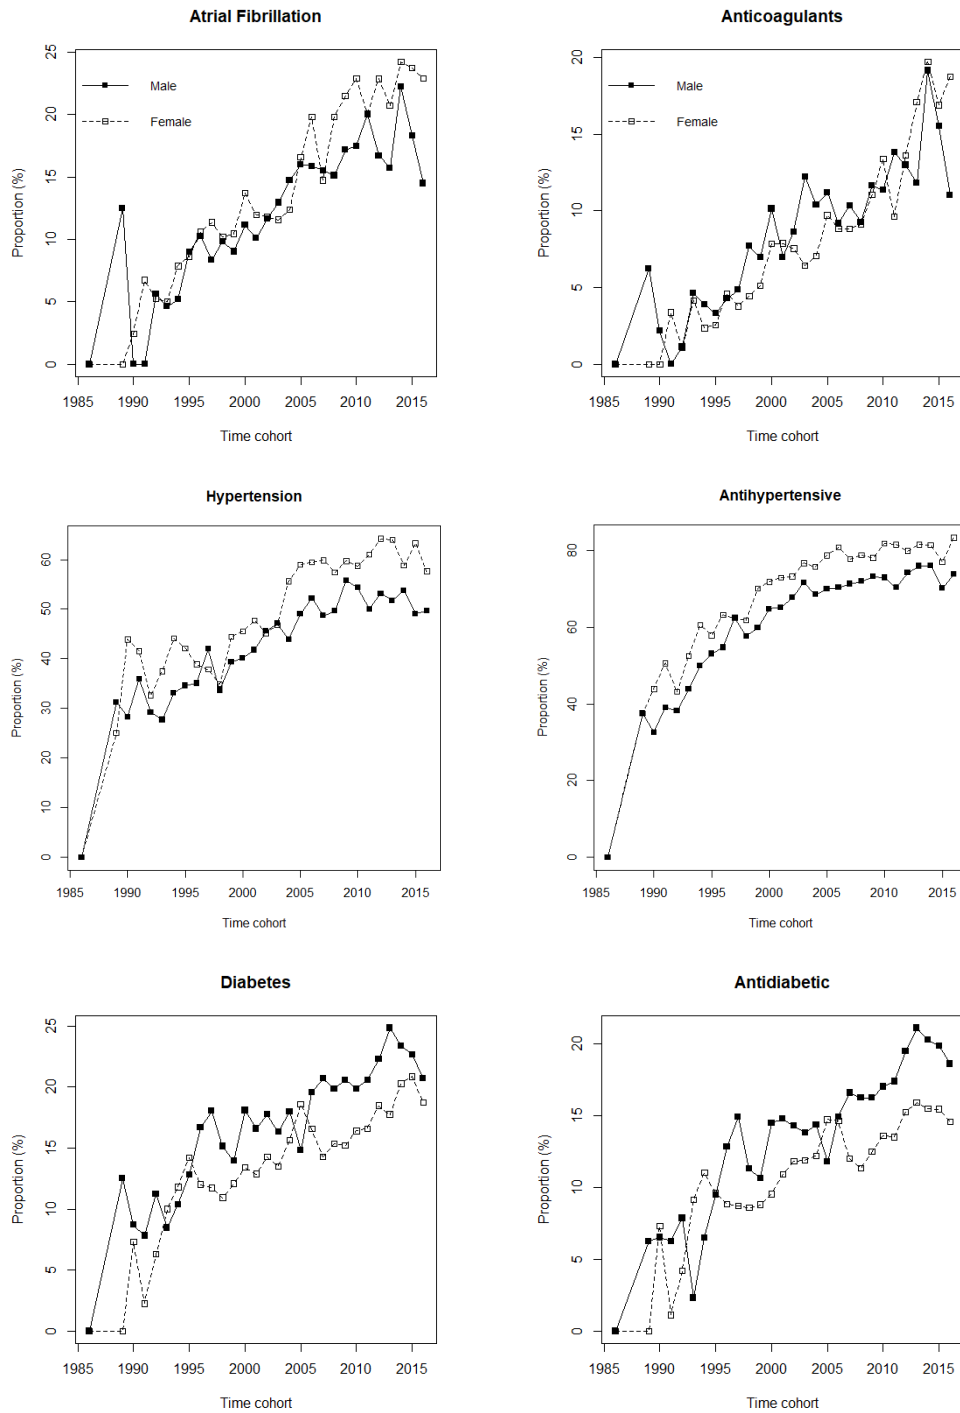 Atrial Fibrillation
Proportion (%)
25
20
15
10
5
0
Male
Female
1985 1990 1995 2000 2005 2010 2015
Time cohort
Anticoagulants
Proportion (%)
20
15
10
5
0
Male
Female
1985 1990 1995 2000 2005 2010 2015
Time cohort
Hypertension
Proportion (%)
60
50
40
30
20
10
0
1985 1990 1995 2000 2005 2010 2015
Time cohort
Antihypertensive
Proportion (%)
80
60
40
20
0
1985 1990 1995 2000 2005 2010 2015
Time cohort
Diabetes
Proportion (%)
25
20
15
10
5
0
1985 1990 1995 2000 2005 2010 2015
Time cohort
Antidiabetic
Proportion (%)
20
15
10
5
0
1985 1990 1995 2000 2005 2010 2015
Time cohort